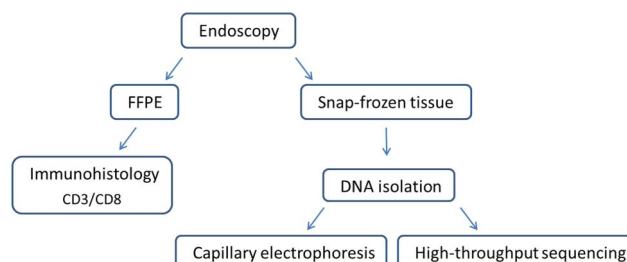 Endoscopy
FFPE
Snap-frozen tissue
Immunohistology
CD3/CD8
DNA isolation
Capillary electrophoresis
High-throughput sequencing